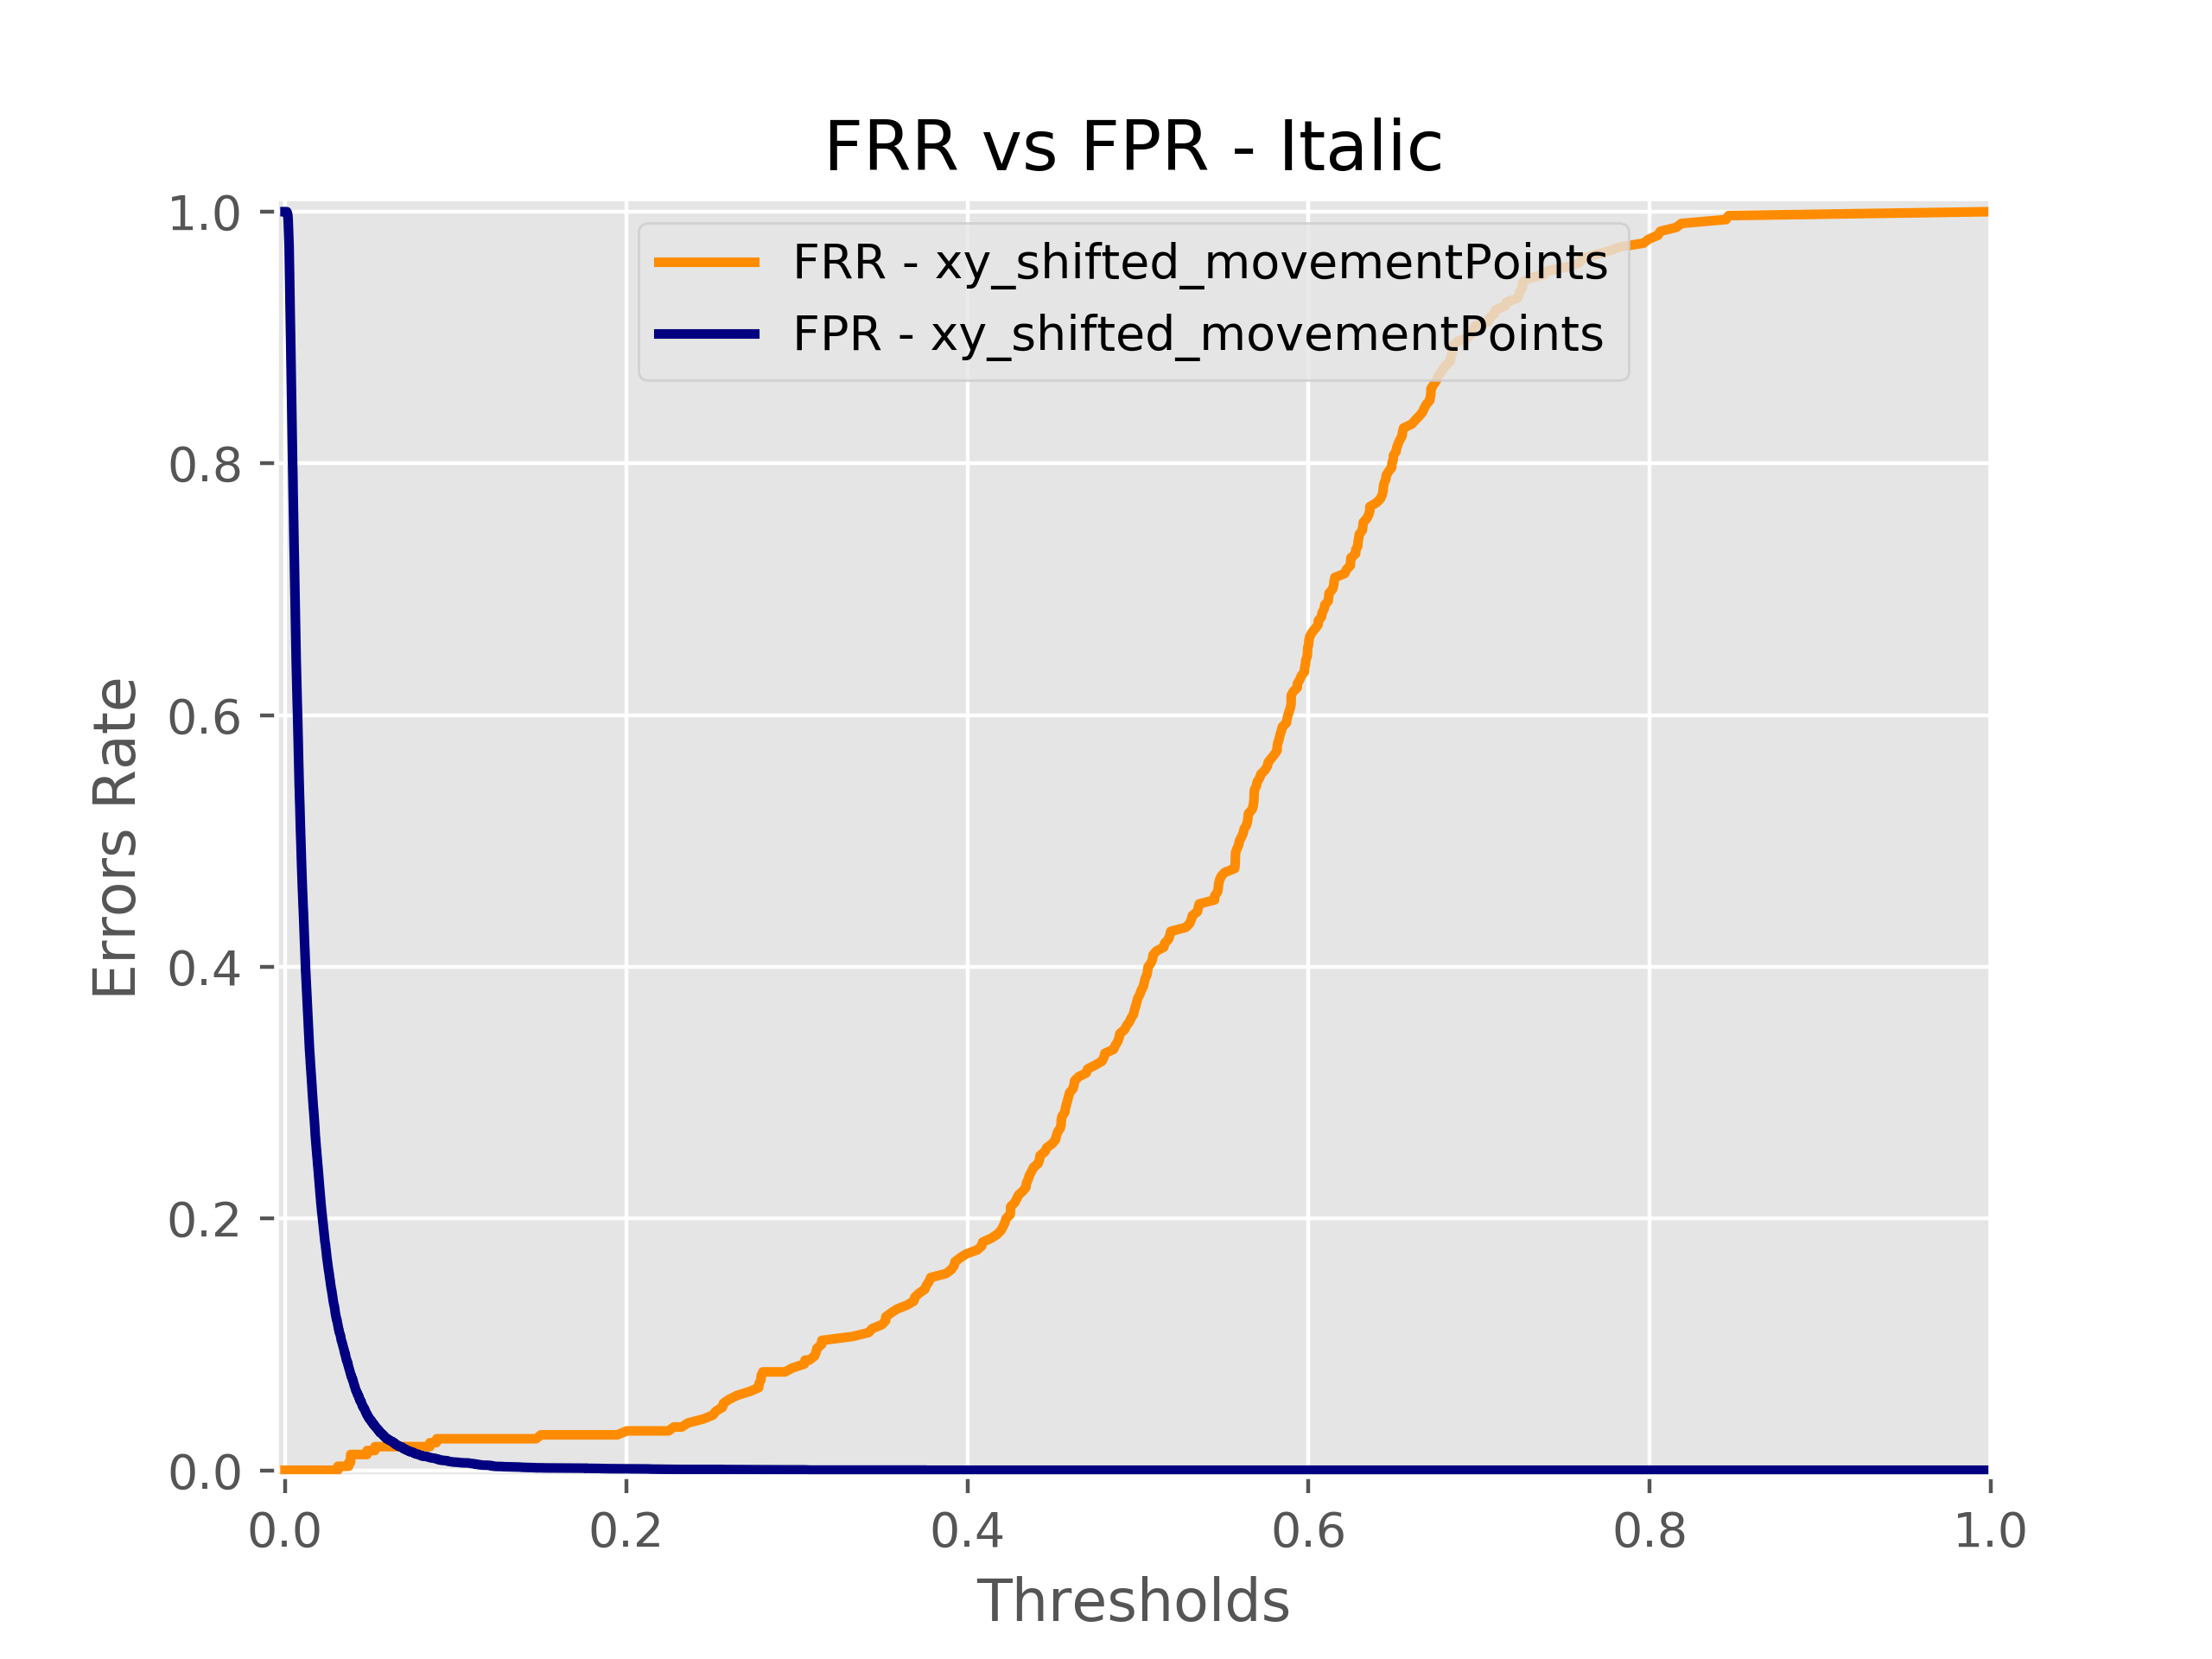 FRR vs FPR - Italic
FRR - xy_shifted_movementPoints
FPR - xy_shifted_movementPoints
1.0
0.8
0.6
0.4
0.2
0.0
Errors Rate
0.0 0.2 0.4 0.6 0.8 1.0
Thresholds